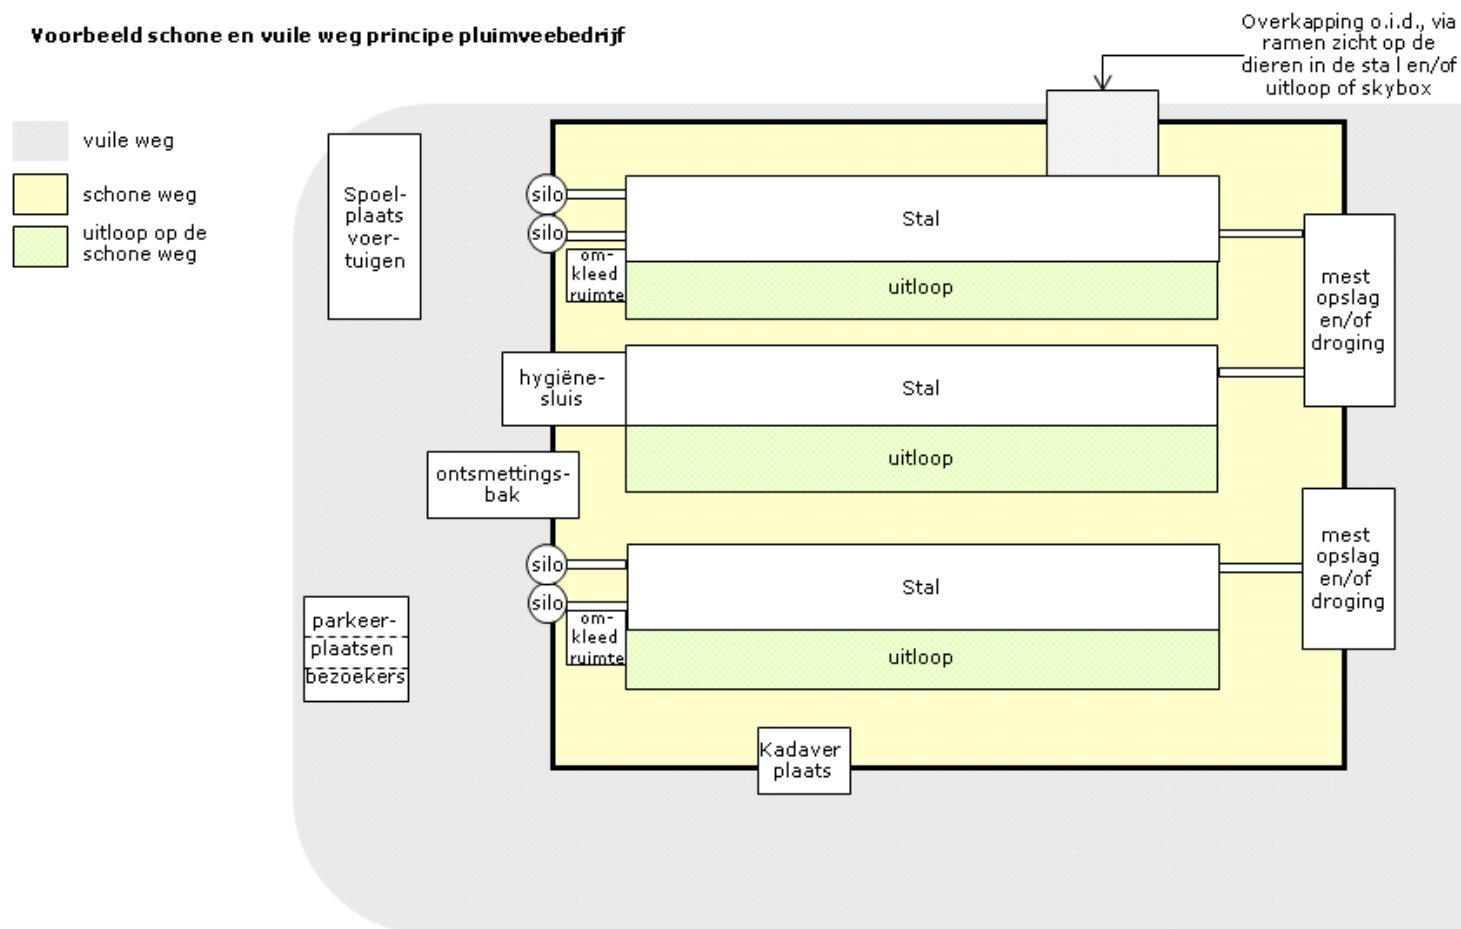 Voorbeeld schone en vuile weg principe pluimveebedrijf
Overkapping o.i.d., via
ramen zicht op de
dieren in de sta l en/of
uitloop of skybox
vuile weg
schone weg
uitloop op de
schone weg
Spoel-
plaats
voer-
tuigen
silo
silo
om-
kleed
ruimte
Stal
uitloop
mest
opslag
en/of
droging
hygiëne-
sluis
Stal
uitloop
ontsmettings-
bak
silo
silo
om-
kleed
ruimte
Stal
uitloop
mest
opslag
en/of
droging
parkeer-
plaatsen
bezoekers
Kadaver
plaats